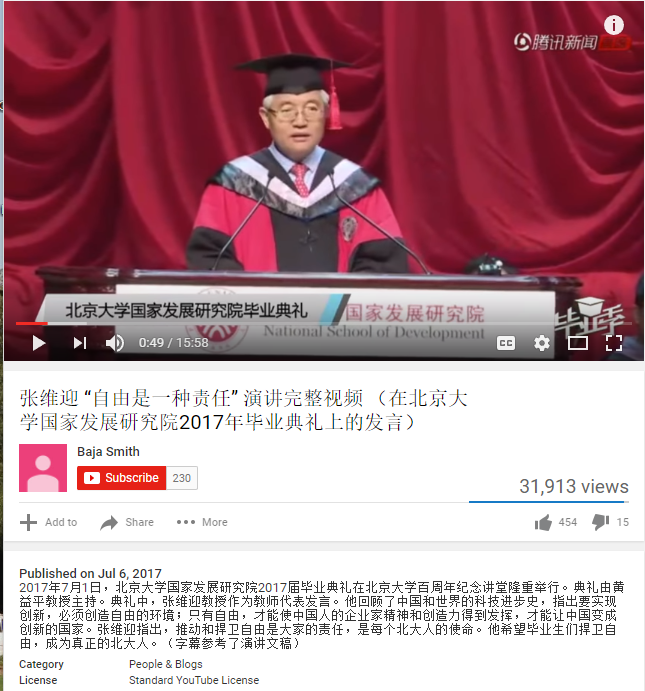 腾讯新闻
北京大学国家发展研究院毕业典礼
国家发展研究院
National School of Development
毕业季
0:49 / 15:58
CC
张维迎 “自由是一种责任” 演讲完整视频 （在北京大
学国家发展研究院2017年毕业典礼上的发言）
Baja Smith
Subscribe 230
31,913 views
Add to Share More 454 15
Published on Jul 6, 2017
2017年7月1日，北京大学国家发展研究院2017届毕业典礼在北京大学百周年纪念讲堂隆重举行。典礼由黄
益平教授主持。典礼中，张维迎教授作为教师代表发言。他回顾了中国和世界的科技进步史，指出要实现
创新，必须创造自由的环境；只有自由，才能使中国人的企业家精神和创造力得到发挥，才能让中国变成
创新的国家。张维迎指出，推动和捍卫自由是大家的责任，是每个北大人的使命。他希望毕业生们捍卫自
由，成为真正的北大人。（字幕参考了演讲文稿）
Category People & Blogs
License Standard YouTube License